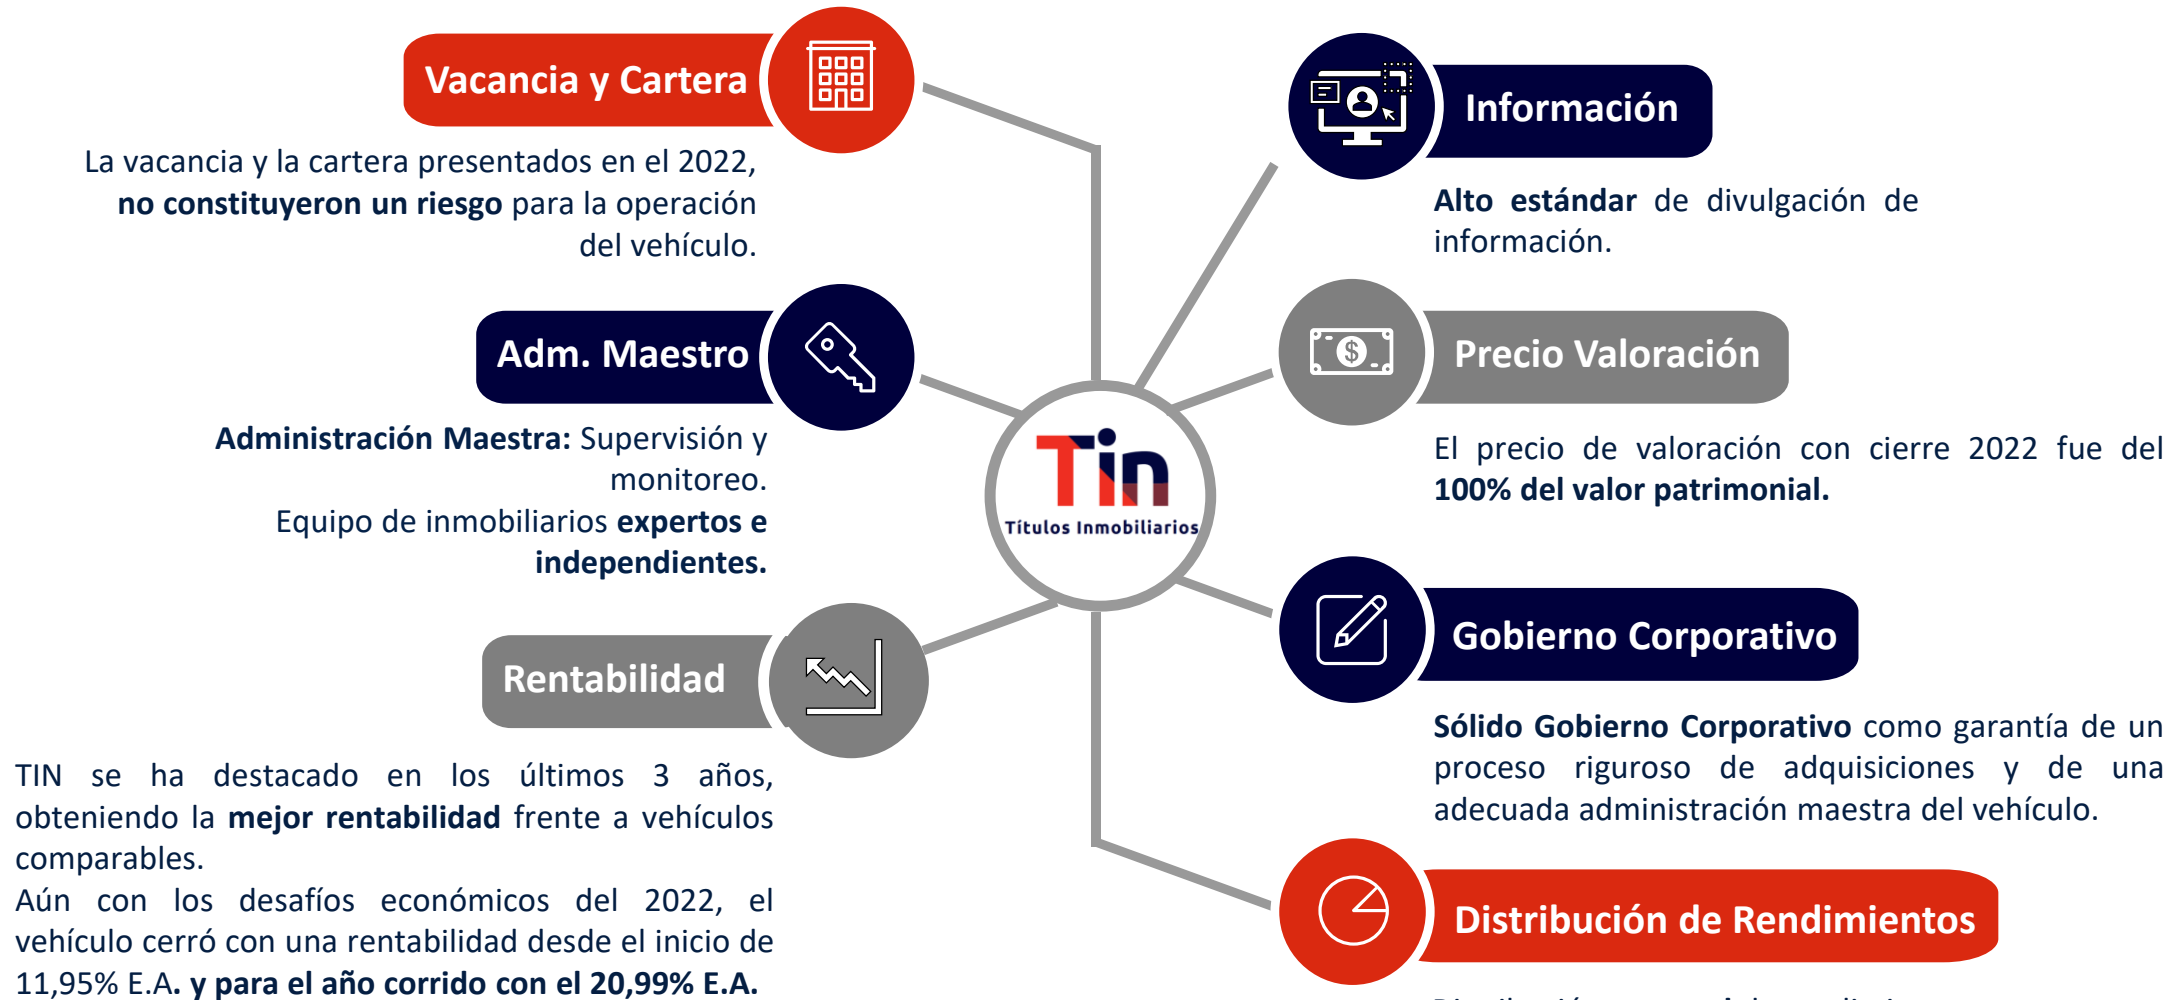 Vacancia y Cartera
La vacancia y la cartera presentados en el 2022,
no constituyeron un riesgo para la operación
del vehículo.
Adm. Maestro
Administración Maestra: Supervisión y
monitoreo.
Equipo de inmobiliarios expertos e
independientes.
Rentabilidad
TIN se ha destacado en los últimos 3 años,
obteniendo la mejor rentabilidad frente a vehículos
comparables.
Aún con los desafíos económicos del 2022, el
vehículo cerró con una rentabilidad desde el inicio de
11,95% E.A. y para el año corrido con el 20,99% E.A.
Tin
Títulos Inmobiliarios
Información
Alto estándar de divulgación de
información.
Precio Valoración
El precio de valoración con cierre 2022 fue del
100% del valor patrimonial.
Gobierno Corporativo
Sólido Gobierno Corporativo como garantía de un
proceso riguroso de adquisiciones y de una
adecuada administración maestra del vehículo.
Distribución de Rendimientos